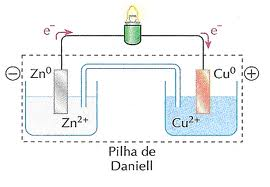 e⁻ e⁻
⊖ Zn⁰ Cu⁰ ⊕
Zn²⁺ Cu²⁺
Pilha de
Daniell